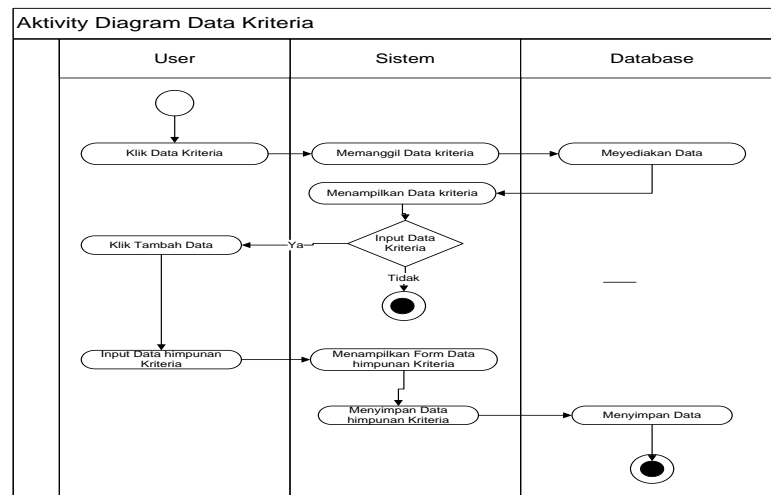 Aktivity Diagram Data Kriteria
User
Sistem
Database
Klik Data Kriteria
Memanggil Data kriteria
Meyediakan Data
Menampilkan Data kriteria
Klik Tambah Data
Ya
Input Data
Kriteria
Tidak
Input Data himpunan
Kriteria
Menampilkan Form Data
himpunan Kriteria
Menyimpan Data
himpunan Kriteria
Menyimpan Data